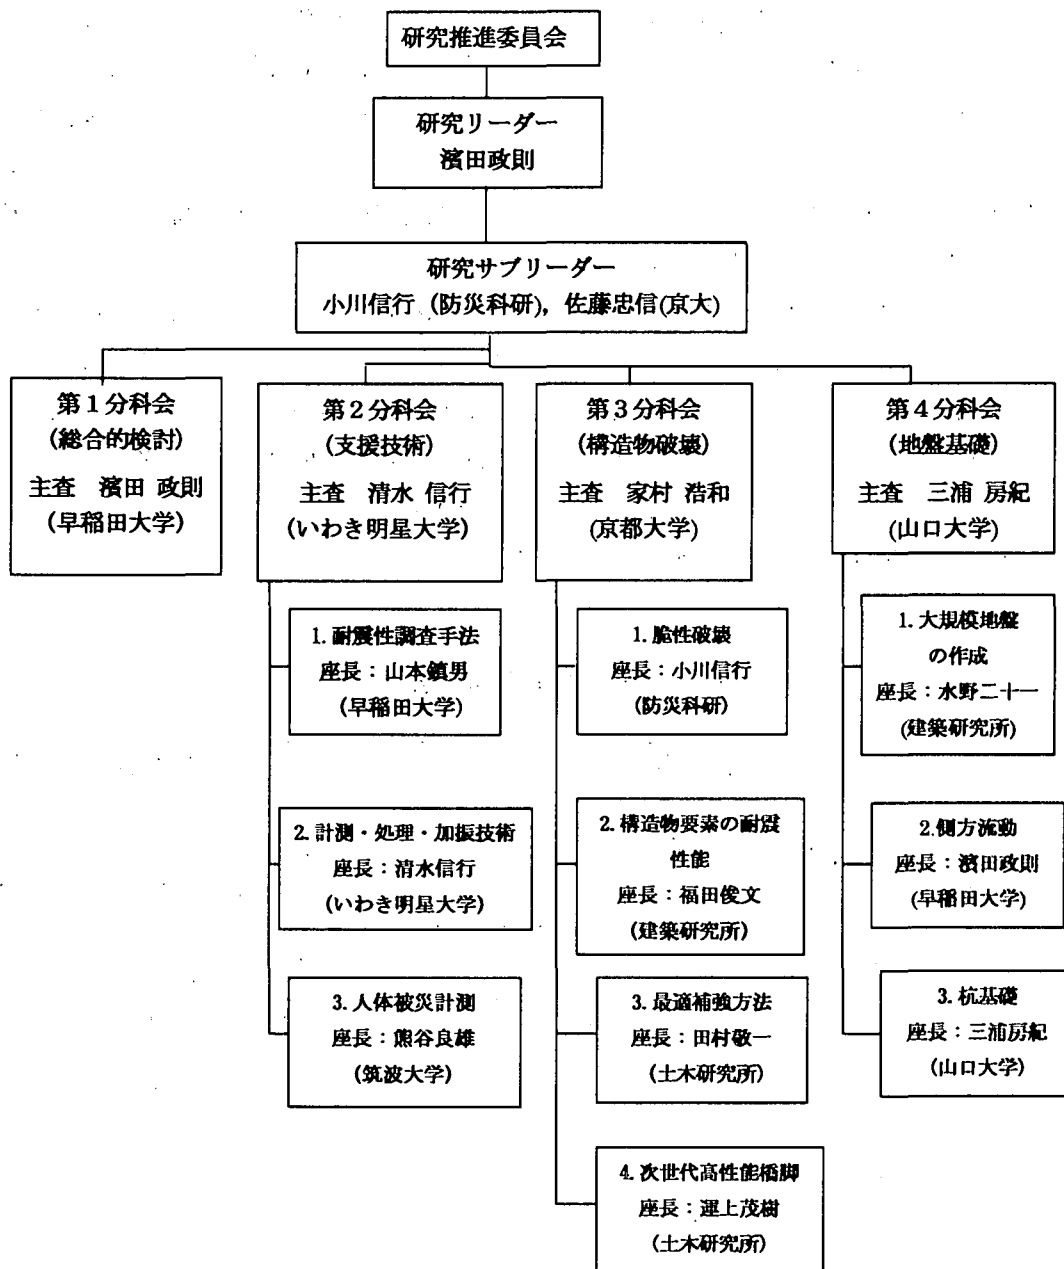 研究推進委員会
研究リーダー
濱田政則
研究サブリーダー
小川信行 (防災科研), 佐藤忠信(京大)
第1分科会
(総合的検討)
主査 濱田 政則
(早稲田大学)
第2分科会
(支援技術)
主査 清水 信行
(いわき明星大学)
第3分科会
(構造物破壊)
主査 家村 浩和
(京都大学)
第4分科会
(地盤基礎)
主査 三浦 房紀
(山口大学)
1. 耐震性調査手法
座長：山本鎮男
(早稲田大学)
2. 計測・処理・加振技術
座長：清水信行
(いわき明星大学)
3. 人体被災計測
座長：熊谷良雄
(筑波大学)
1. 脆性破壊
座長：小川信行
(防災科研)
2. 構造物要素の耐震
性能
座長：福田俊文
(建築研究所)
3. 最適補強方法
座長：田村敬一
(土木研究所)
4. 次世代高性能橋脚
座長：運上茂樹
(土木研究所)
1. 大規模地盤
の作成
座長：水野二十一
(建築研究所)
2.側方流動
座長：濱田政則
(早稲田大学)
3. 杭基礎
座長：三浦房紀
(山口大学)